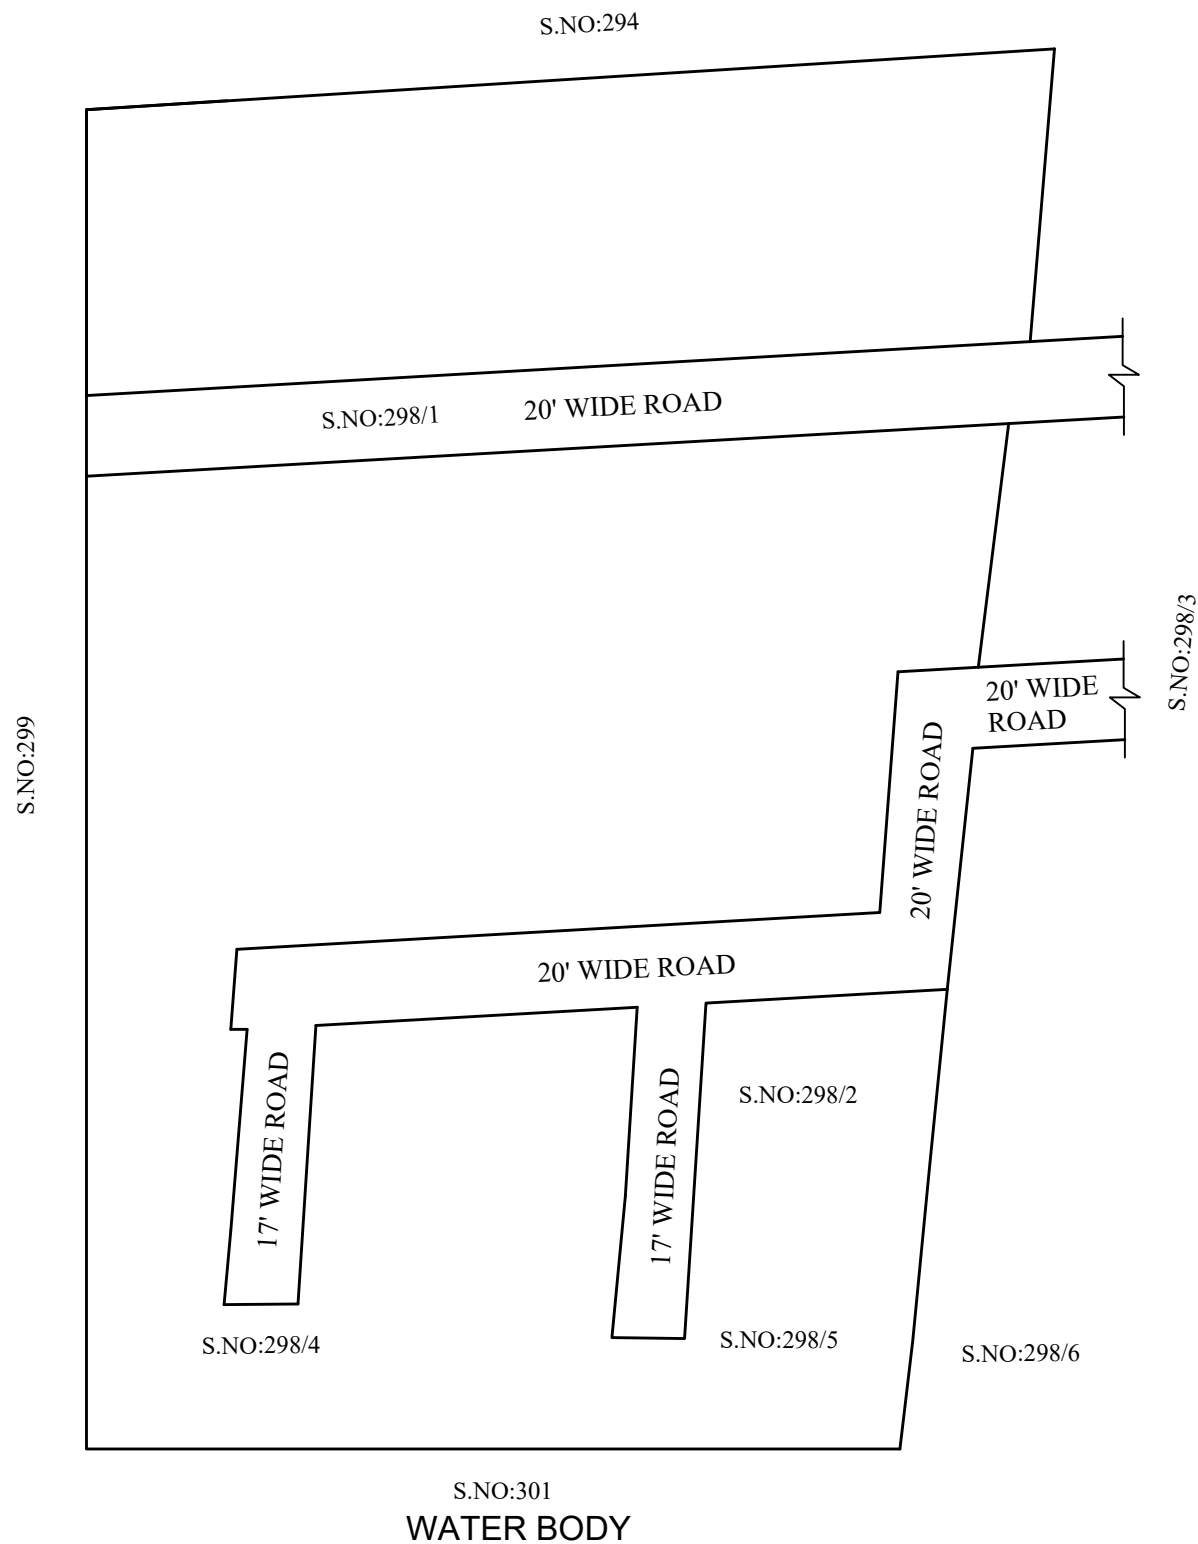 S.NO:294
S.NO:298/1
20' WIDE ROAD
S.NO:298/3
20' WIDE
ROAD
S.NO:299
20' WIDE ROAD
20' WIDE ROAD
17' WIDE ROAD
17' WIDE ROAD
S.NO:298/2
S.NO:298/4
S.NO:298/5
S.NO:298/6
S.NO:301
WATER BODY